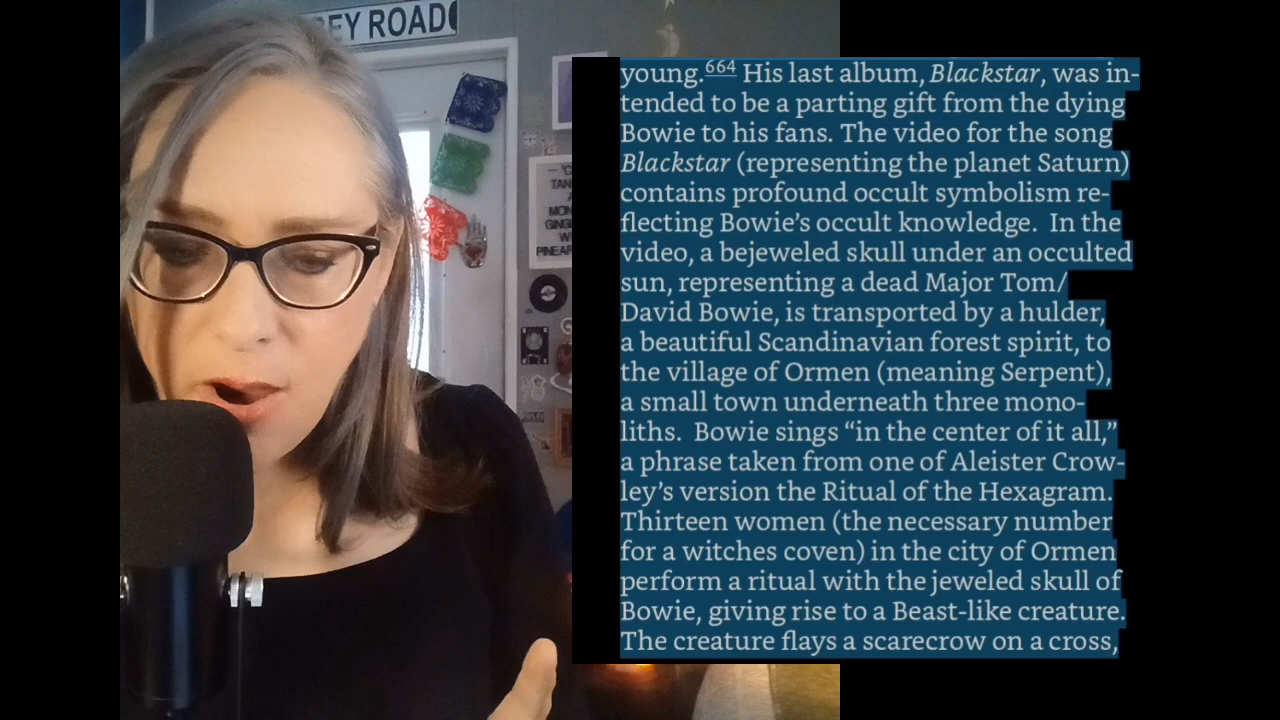 EY ROAD
young.664 His last album, Blackstar, was in-
tended to be a parting gift from the dying
Bowie to his fans. The video for the song
Blackstar (representing the planet Saturn)
contains profound occult symbolism re-
flecting Bowie’s occult knowledge.  In the
video, a bejeweled skull under an occulted
sun, representing a dead Major Tom/
David Bowie, is transported by a hulder,
a beautiful Scandinavian forest spirit, to
the village of Ormen (meaning Serpent),
a small town underneath three mono-
liths.  Bowie sings “in the center of it all,”
a phrase taken from one of Aleister Crow-
ley’s version the Ritual of the Hexagram.
Thirteen women (the necessary number
for a witches coven) in the city of Ormen
perform a ritual with the jeweled skull of
Bowie, giving rise to a Beast-like creature.
The creature flays a scarecrow on a cross,